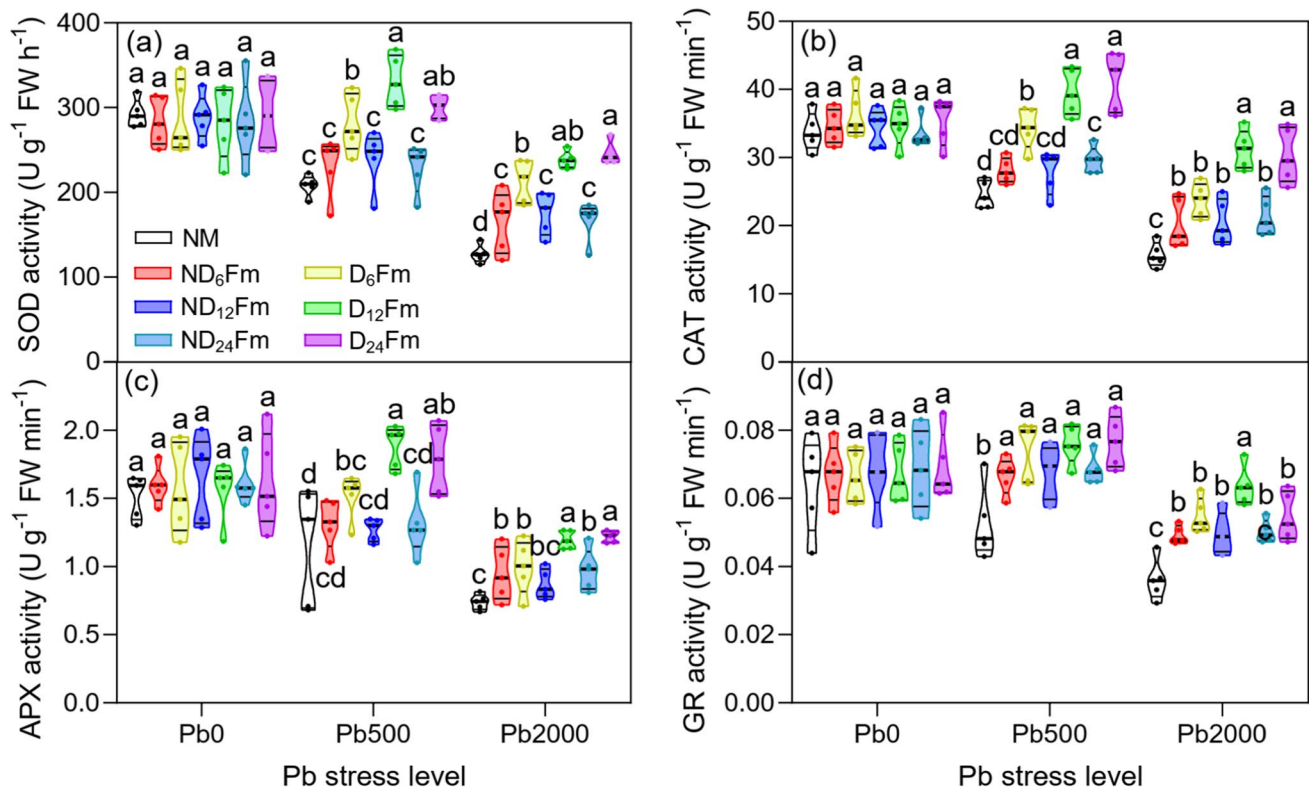 SOD activity (U g⁻¹ FW h⁻¹)
400
300
200
100
0
(a)
a a a a a a a
c c b c a c ab
d c b c ab c a
NM
ND₆Fm D₆Fm
ND₁₂Fm D₁₂Fm
ND₂₄Fm D₂₄Fm
CAT activity (U g⁻¹ FW min⁻¹)
50
40
30
20
10
0
(b)
a a a a a a a
d cd b cd a c a
c b b b a b a
APX activity (U g⁻¹ FW min⁻¹)
2.0
1.5
1.0
0.5
0.0
(c)
a a a a a a a
d cd bc cd a cd ab
c b b bc a b a
Pb0 Pb500 Pb2000
Pb stress level
GR activity (U g⁻¹ FW min⁻¹)
0.08
0.06
0.04
0.02
0.00
(d)
a a a a a a a
b a a a a a a
c b b b a b b
Pb0 Pb500 Pb2000
Pb stress level